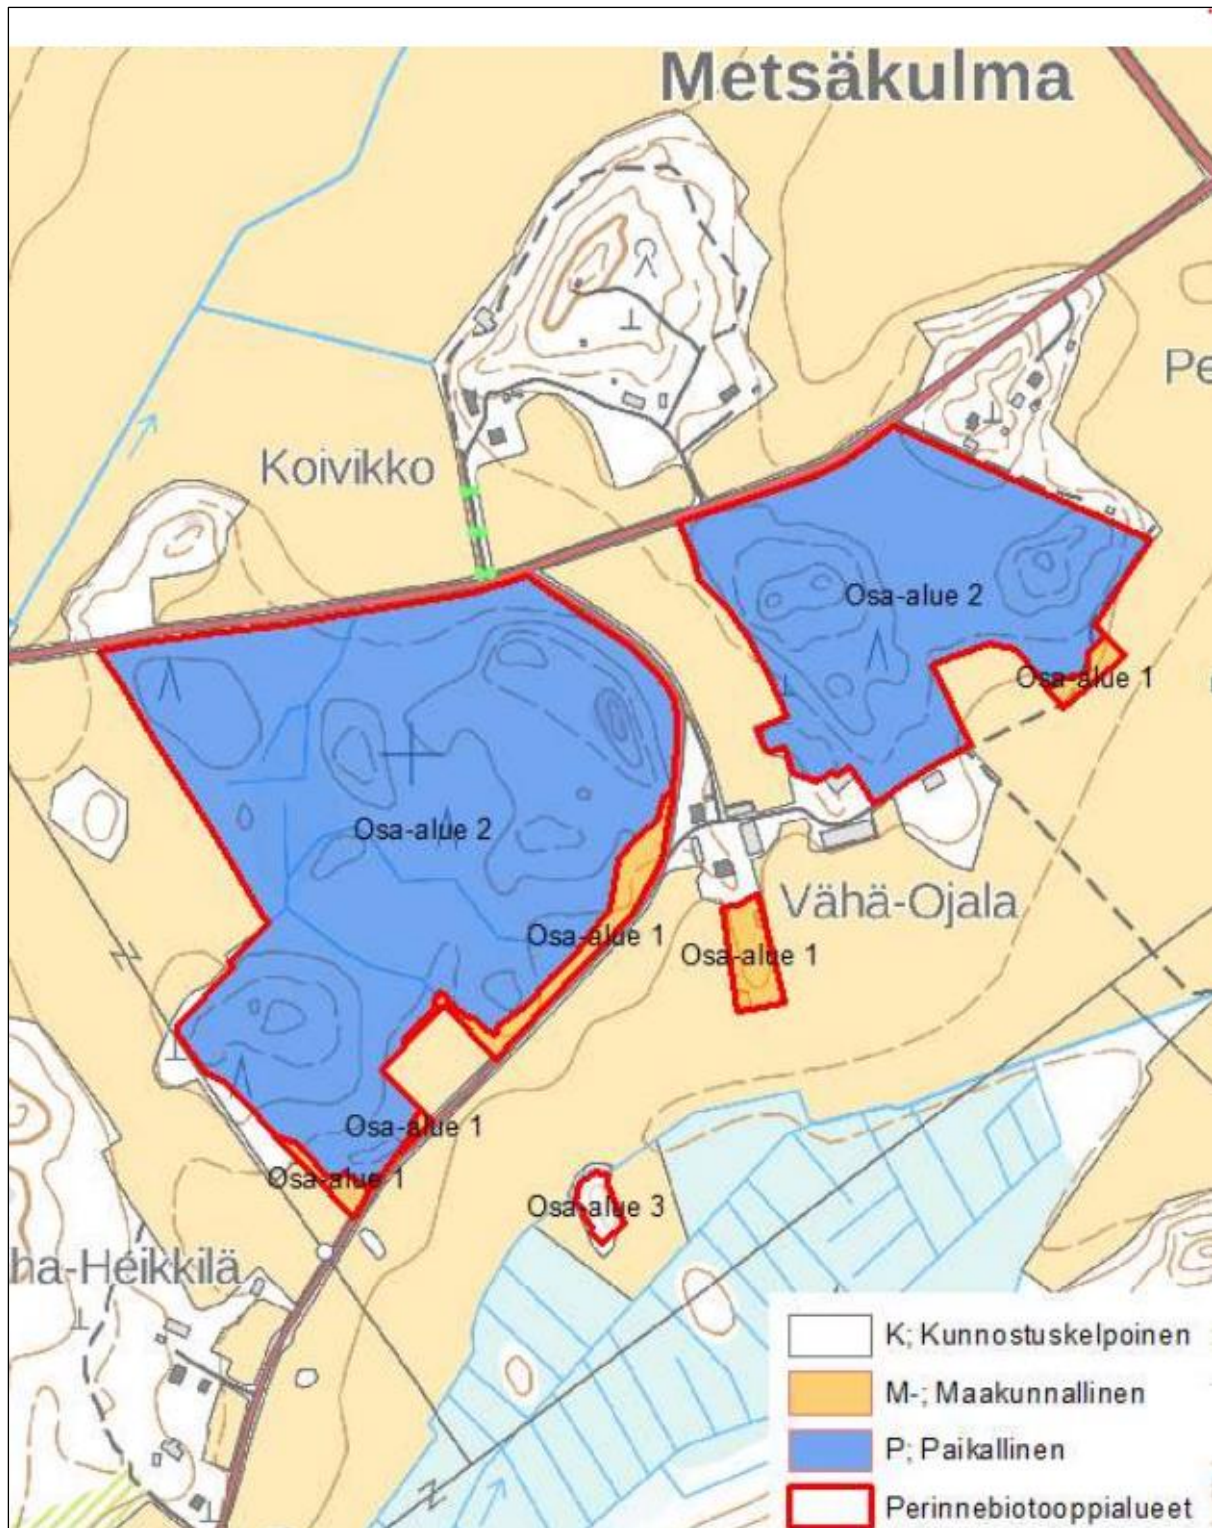 Metsäkulma
Pe
Koivikko
Osa-alue 2
Osa-alue 1
Osa-alue 2
Vähä-Ojala
Osa-alue 1
Osa-alue 1
Osa-alue 1
Osa-alue 1
Osa-alue 3
ha-Heikkilä
K; Kunnostuskelpoinen
M-; Maakunnallinen
P; Paikallinen
Perinnebiotooppialueet